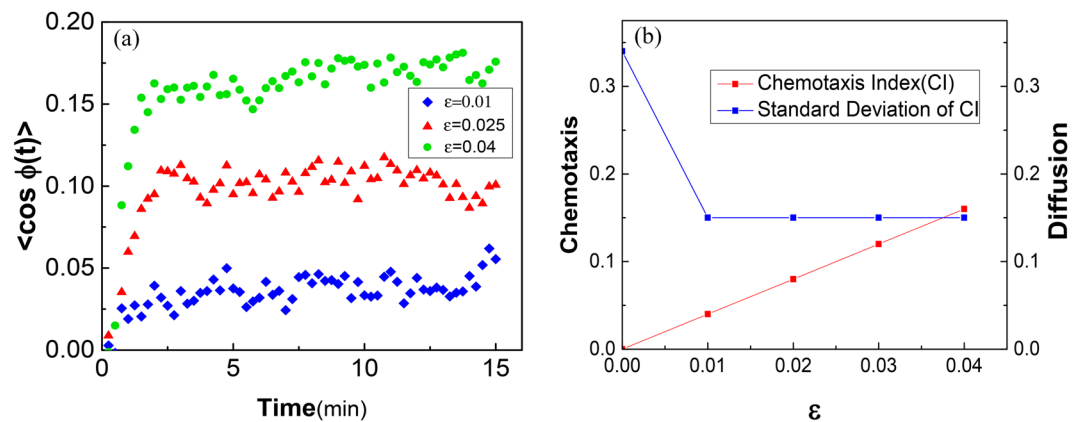 (a)
0.20
0.15
0.10
0.05
0.00
<cos ϕ(t)>
ε=0.01
ε=0.025
ε=0.04
0 5 10 15
Time(min)
(b)
0.3
0.2
0.1
0.0
Chemotaxis
Chemotaxis Index(CI)
Standard Deviation of CI
0.3
0.2
0.1
0.0
Diffusion
0.00 0.01 0.02 0.03 0.04
ε